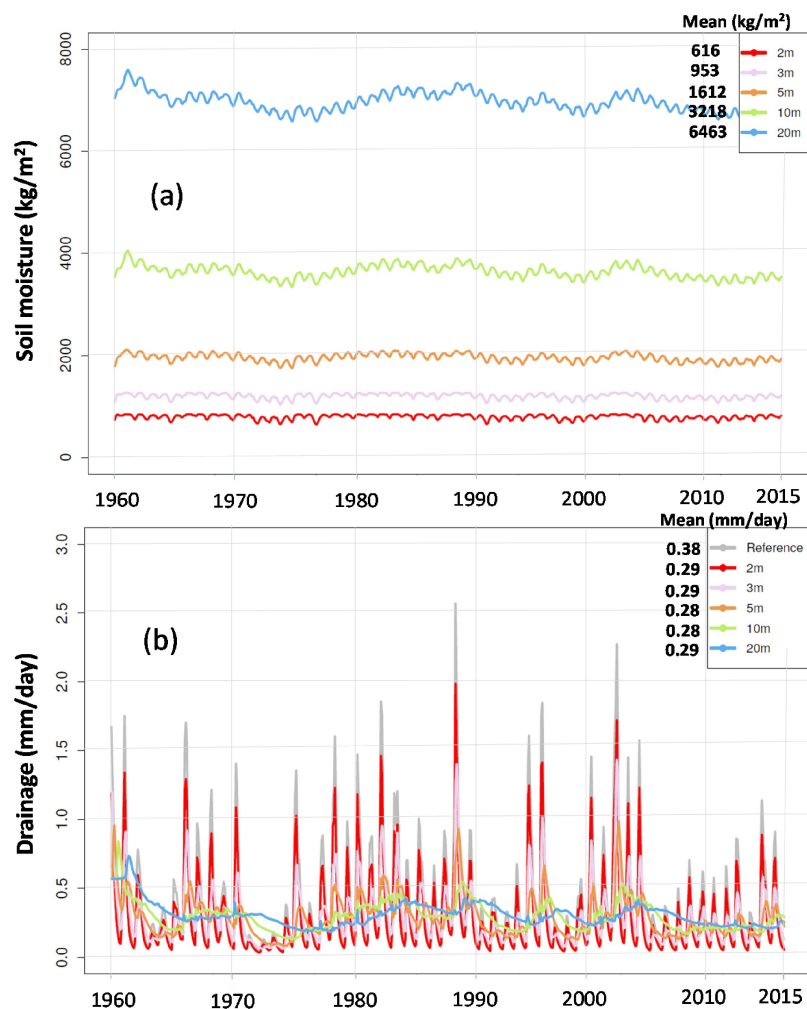 Mean (kg/m²)
616 2m
953 3m
1612 5m
3218 10m
6463 20m
8000
6000
4000
2000
0
Soil moisture (kg/m²)
(a)
1960 1970 1980 1990 2000 2010 2015
Mean (mm/day)
0.38 Reference
0.29 2m
0.29 3m
0.28 5m
0.28 10m
0.29 20m
3.0
2.5
2.0
1.5
1.0
0.5
0.0
Drainage (mm/day)
(b)
1960 1970 1980 1990 2000 2010 2015